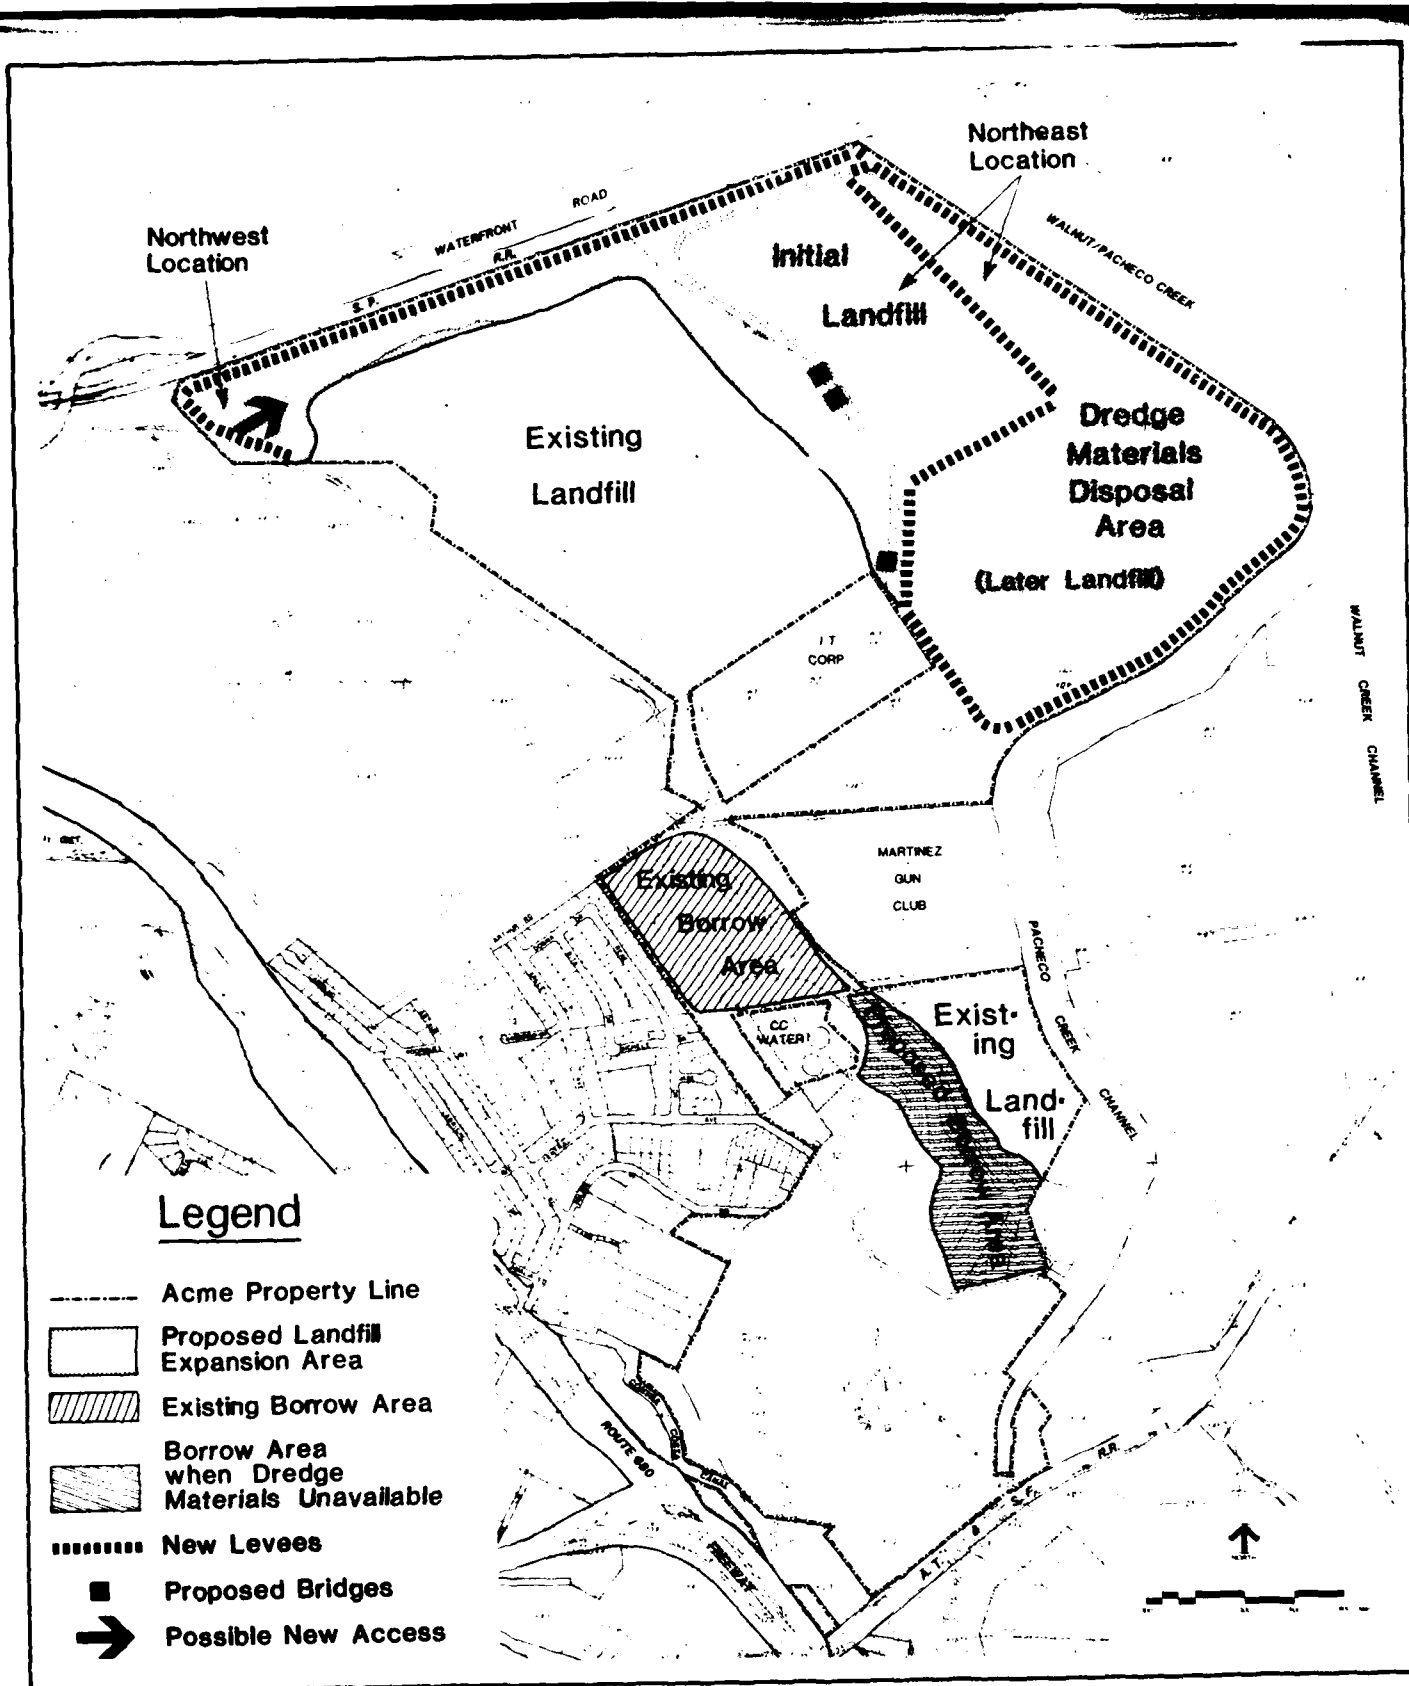 Northeast
Location
Northwest
Location
WATERFRONT ROAD
S. P. R.R.
WALNUT/PACHECO CREEK
Initial
Landfill
Existing
Landfill
Dredge
Materials
Disposal
Area
(Later Landfill)
I T
CORP
WALNUT CREEK CHANNEL
MARTINEZ
GUN
CLUB
Existing
Borrow
Area
PACHECO CREEK CHANNEL
CC
WATER
Exist-
ing
Land-
fill
Legend
Acme Property Line
Proposed Landfill
Expansion Area
Existing Borrow Area
Borrow Area
when Dredge
Materials Unavailable
New Levees
Proposed Bridges
Possible New Access
ROUTE 680
FREEWAY
COSTA
CANAL
A. T. & S. F. R.R.